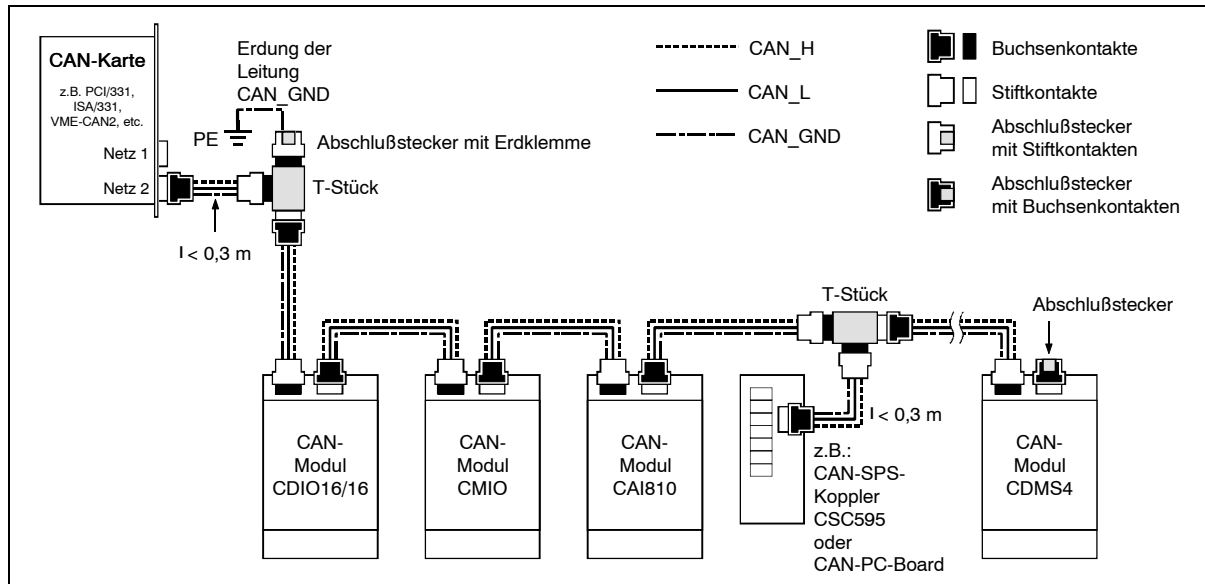 CAN-Karte
z.B. PCI/331,
ISA/331,
VME-CAN2, etc.
Netz 1
Netz 2
Erdung der
Leitung
CAN_GND
PE
Abschlußstecker mit Erdklemme
T-Stück
l < 0,3 m
CAN_H
CAN_L
CAN_GND
Buchsenkontakte
Stiftkontakte
Abschlußstecker
mit Stiftkontakten
Abschlußstecker
mit Buchsenkontakten
T-Stück
Abschlußstecker
l < 0,3 m
CAN-
Modul
CDIO16/16
CAN-
Modul
CMIO
CAN-
Modul
CAI810
z.B.:
CAN-SPS-
Koppler
CSC595
oder
CAN-PC-Board
CAN-
Modul
CDMS4